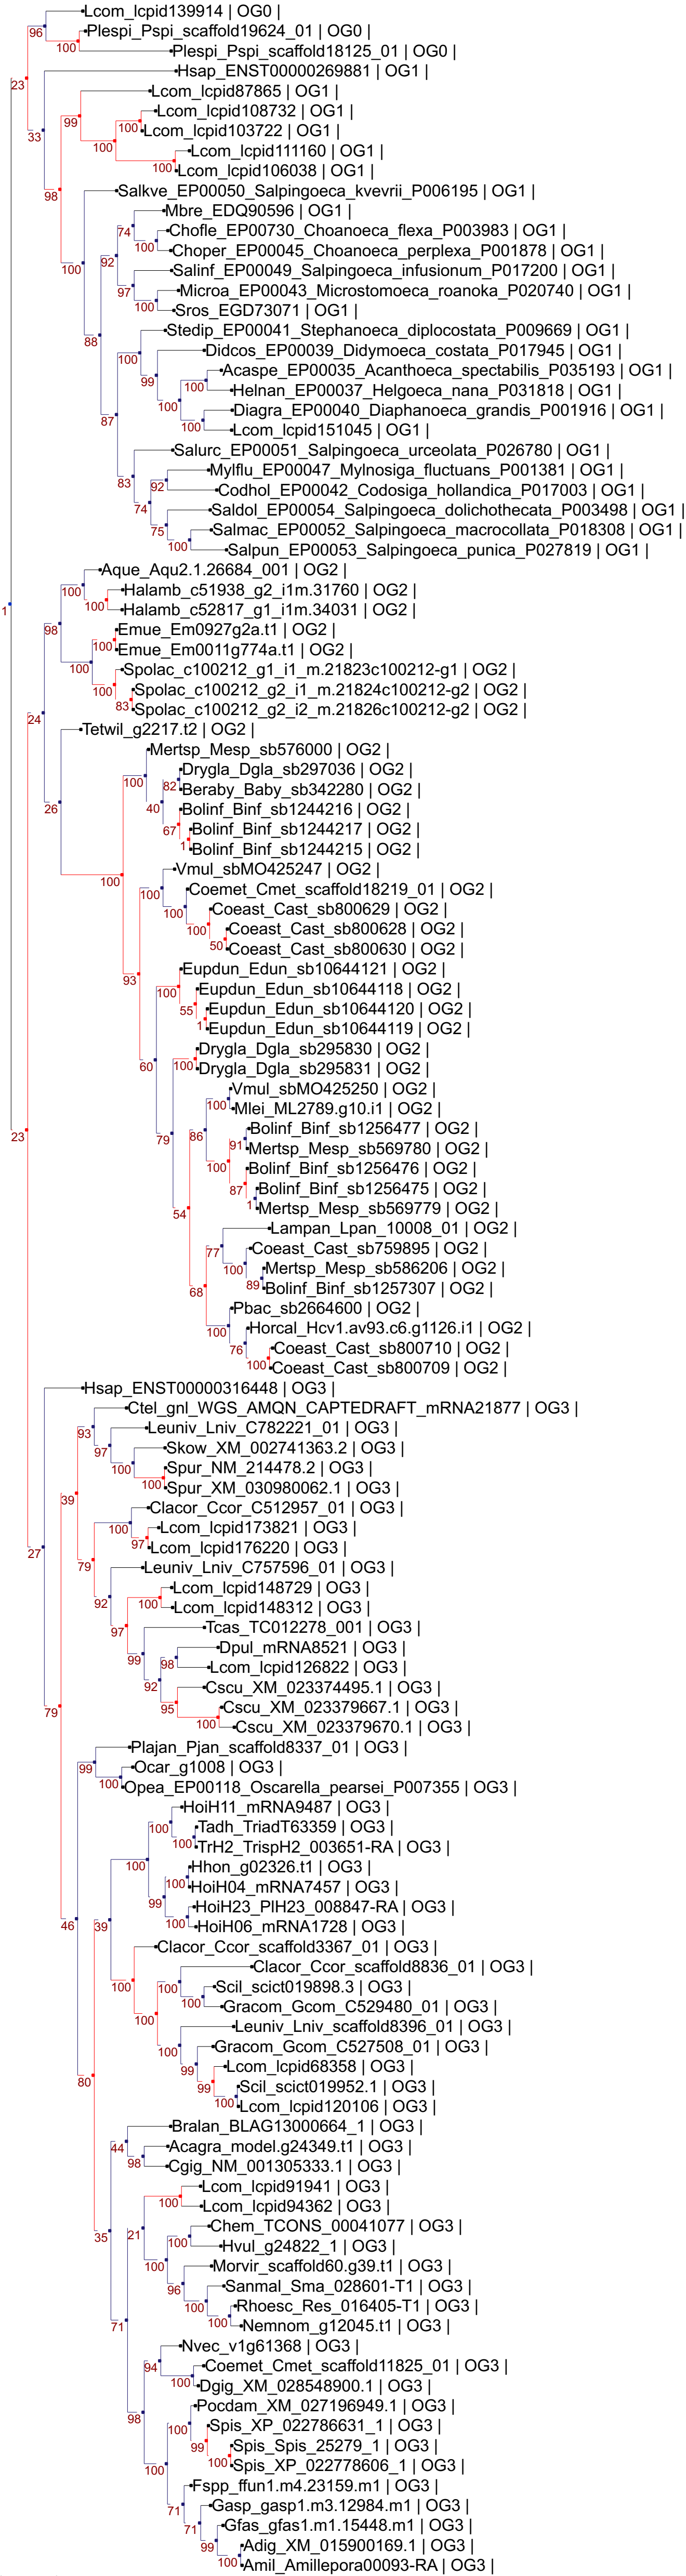 Lcom_lcpid139914 | OG0 |
96
Plespi_Pspi_scaffold19624_01 | OG0 |
100
Plespi_Pspi_scaffold18125_01 | OG0 |
Hsap_ENST00000269881 | OG1 |
23
Lcom_lcpid87865 | OG1 |
Lcom_lcpid108732 | OG1 |
99
100
Lcom_lcpid103722 | OG1 |
33
100
Lcom_lcpid111160 | OG1 |
100
Lcom_lcpid106038 | OG1 |
98
Salkve_EP00050_Salpingoeca_kvevrii_P006195 | OG1 |
Mbre_EDQ90596 | OG1 |
74
Chofle_EP00730_Choanoeca_flexa_P003983 | OG1 |
100
Choper_EP00045_Choanoeca_perplexa_P001878 | OG1 |
100
92
Salinf_EP00049_Salpingoeca_infusionum_P017200 | OG1 |
97
Microa_EP00043_Microstomoeca_roanoka_P020740 | OG1 |
100
Sros_EGD73071 | OG1 |
88
Stedip_EP00041_Stephanoeca_diplocostata_P009669 | OG1 |
100
Didcos_EP00039_Didymoeca_costata_P017945 | OG1 |
99
Acaspe_EP00035_Acanthoeca_spectabilis_P035193 | OG1 |
100
Helnan_EP00037_Helgoeca_nana_P031818 | OG1 |
100
Diagra_EP00040_Diaphanoeca_grandis_P001916 | OG1 |
87
100
Lcom_lcpid151045 | OG1 |
Salurc_EP00051_Salpingoeca_urceolata_P026780 | OG1 |
83
Mylflu_EP00047_Mylnosiga_fluctuans_P001381 | OG1 |
92
Codhol_EP00042_Codosiga_hollandica_P017003 | OG1 |
74
Saldol_EP00054_Salpingoeca_dolichothecata_P003498 | OG1 |
75
Salmac_EP00052_Salpingoeca_macrocollata_P018308 | OG1 |
100
Salpun_EP00053_Salpingoeca_punica_P027819 | OG1 |
Aque_Aqu2.1.26684_001 | OG2 |
100
Halamb_c51938_g2_i1m.31760 | OG2 |
100
Halamb_c52817_g1_i1m.34031 | OG2 |
1
98
Emue_Em0927g2a.t1 | OG2 |
100
Emue_Em0011g774a.t1 | OG2 |
100
Spolac_c100212_g1_i1_m.21823c100212-g1 | OG2 |
100
Spolac_c100212_g2_i1_m.21824c100212-g2 | OG2 |
83
Spolac_c100212_g2_i2_m.21826c100212-g2 | OG2 |
24
Tetwil_g2217.t2 | OG2 |
Mertsp_Mesp_sb576000 | OG2 |
100
Drygla_Dgla_sb297036 | OG2 |
82
Beraby_Baby_sb342280 | OG2 |
26
40
Bolinf_Binf_sb1244216 | OG2 |
67
Bolinf_Binf_sb1244217 | OG2 |
1
Bolinf_Binf_sb1244215 | OG2 |
Vmul_sbMO425247 | OG2 |
100
100
Coemet_Cmet_scaffold18219_01 | OG2 |
100
Coeast_Cast_sb800629 | OG2 |
100
Coeast_Cast_sb800628 | OG2 |
50
Coeast_Cast_sb800630 | OG2 |
93
Eupdun_Edun_sb10644121 | OG2 |
100
Eupdun_Edun_sb10644118 | OG2 |
55
Eupdun_Edun_sb10644120 | OG2 |
1
Eupdun_Edun_sb10644119 | OG2 |
60
Drygla_Dgla_sb295830 | OG2 |
100
Drygla_Dgla_sb295831 | OG2 |
Vmul_sbMO425250 | OG2 |
100
Mlei_ML2789.g10.i1 | OG2 |
23
79
86
Bolinf_Binf_sb1256477 | OG2 |
91
Mertsp_Mesp_sb569780 | OG2 |
100
Bolinf_Binf_sb1256476 | OG2 |
87
Bolinf_Binf_sb1256475 | OG2 |
1
Mertsp_Mesp_sb569779 | OG2 |
54
Lampan_Lpan_10008_01 | OG2 |
77
Coeast_Cast_sb759895 | OG2 |
100
Mertsp_Mesp_sb586206 | OG2 |
89
Bolinf_Binf_sb1257307 | OG2 |
68
Pbac_sb2664600 | OG2 |
100
Horcal_Hcv1.av93.c6.g1126.i1 | OG2 |
76
Coeast_Cast_sb800710 | OG2 |
100
Coeast_Cast_sb800709 | OG2 |
Hsap_ENST00000316448 | OG3 |
Ctel_gnl_WGS_AMQN_CAPTEDRAFT_mRNA21877 | OG3 |
93
Leuniv_Lniv_C782221_01 | OG3 |
97
Skow_XM_002741363.2 | OG3 |
100
Spur_NM_214478.2 | OG3 |
100
Spur_XM_030980062.1 | OG3 |
39
Clacor_Ccor_C512957_01 | OG3 |
100
Lcom_lcpid173821 | OG3 |
97
Lcom_lcpid176220 | OG3 |
27
79
Leuniv_Lniv_C757596_01 | OG3 |
92
Lcom_lcpid148729 | OG3 |
100
Lcom_lcpid148312 | OG3 |
97
Tcas_TC012278_001 | OG3 |
99
Dpul_mRNA8521 | OG3 |
98
Lcom_lcpid126822 | OG3 |
92
Cscu_XM_023374495.1 | OG3 |
79
95
Cscu_XM_023379667.1 | OG3 |
100
Cscu_XM_023379670.1 | OG3 |
Plajan_Pjan_scaffold8337_01 | OG3 |
99
Ocar_g1008 | OG3 |
100
Opea_EP00118_Oscarella_pearsei_P007355 | OG3 |
HoiH11_mRNA9487 | OG3 |
100
Tadh_TriadT63359 | OG3 |
100
TrH2_TrispH2_003651-RA | OG3 |
100
Hhon_g02326.t1 | OG3 |
100
HoiH04_mRNA7457 | OG3 |
99
HoiH23_PlH23_008847-RA | OG3 |
46
39
100
HoiH06_mRNA1728 | OG3 |
Clacor_Ccor_scaffold3367_01 | OG3 |
100
Clacor_Ccor_scaffold8836_01 | OG3 |
100
Scil_scict019898.3 | OG3 |
100
Gracom_Gcom_C529480_01 | OG3 |
100
Leuniv_Lniv_scaffold8396_01 | OG3 |
100
Gracom_Gcom_C527508_01 | OG3 |
99
Lcom_lcpid68358 | OG3 |
80
99
Scil_scict019952.1 | OG3 |
100
Lcom_lcpid120106 | OG3 |
Bralan_BLAG13000664_1 | OG3 |
44
Acagra_model.g24349.t1 | OG3 |
98
Cgig_NM_001305333.1 | OG3 |
Lcom_lcpid91941 | OG3 |
100
Lcom_lcpid94362 | OG3 |
35
21
Chem_TCONS_00041077 | OG3 |
100
Hvul_g24822_1 | OG3 |
100
Morvir_scaffold60.g39.t1 | OG3 |
96
Sanmal_Sma_028601-T1 | OG3 |
100
Rhoesc_Res_016405-T1 | OG3 |
100
Nemnom_g12045.t1 | OG3 |
71
Nvec_v1g61368 | OG3 |
94
Coemet_Cmet_scaffold11825_01 | OG3 |
100
Dgig_XM_028548900.1 | OG3 |
98
Pocdam_XM_027196949.1 | OG3 |
100
Spis_XP_022786631_1 | OG3 |
99
Spis_Spis_25279_1 | OG3 |
100
Spis_XP_022778606_1 | OG3 |
100
Fspp_ffun1.m4.23159.m1 | OG3 |
71
Gasp_gasp1.m3.12984.m1 | OG3 |
71
Gfas_gfas1.m1.15448.m1 | OG3 |
99
Adig_XM_015900169.1 | OG3 |
100
Amil_Amillepora00093-RA | OG3 |